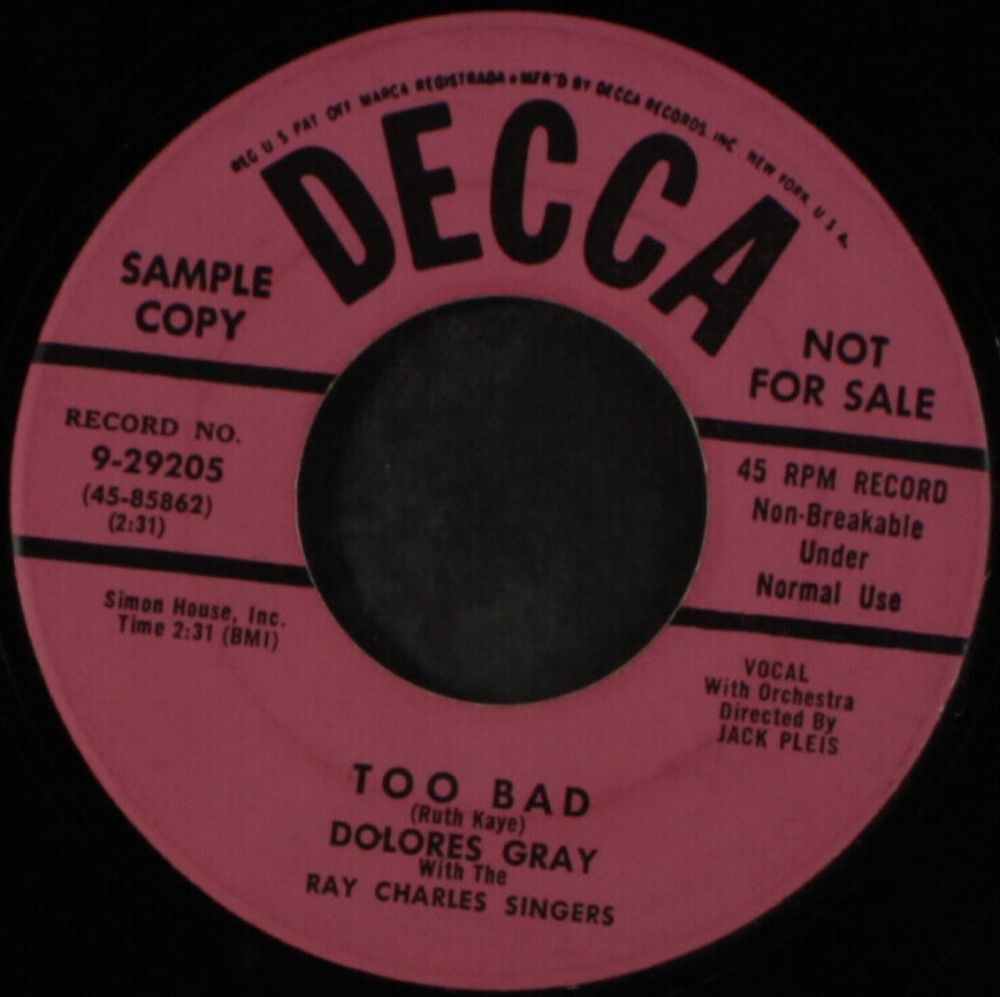 REG U S PAT OFF MARCA REGISTRADA • MFR'D BY DECCA RECORDS INC NEW YORK U S A
DECCA
SAMPLE
COPY
NOT
FOR SALE
RECORD NO.
9-29205
(45-85862)
(2:31)
45 RPM RECORD
Non-Breakable
Under
Normal Use
Simon House, Inc.
Time 2:31 (BMI)
VOCAL
With Orchestra
Directed By
JACK PLEIS
TOO BAD
(Ruth Kaye)
DOLORES GRAY
With The
RAY CHARLES SINGERS